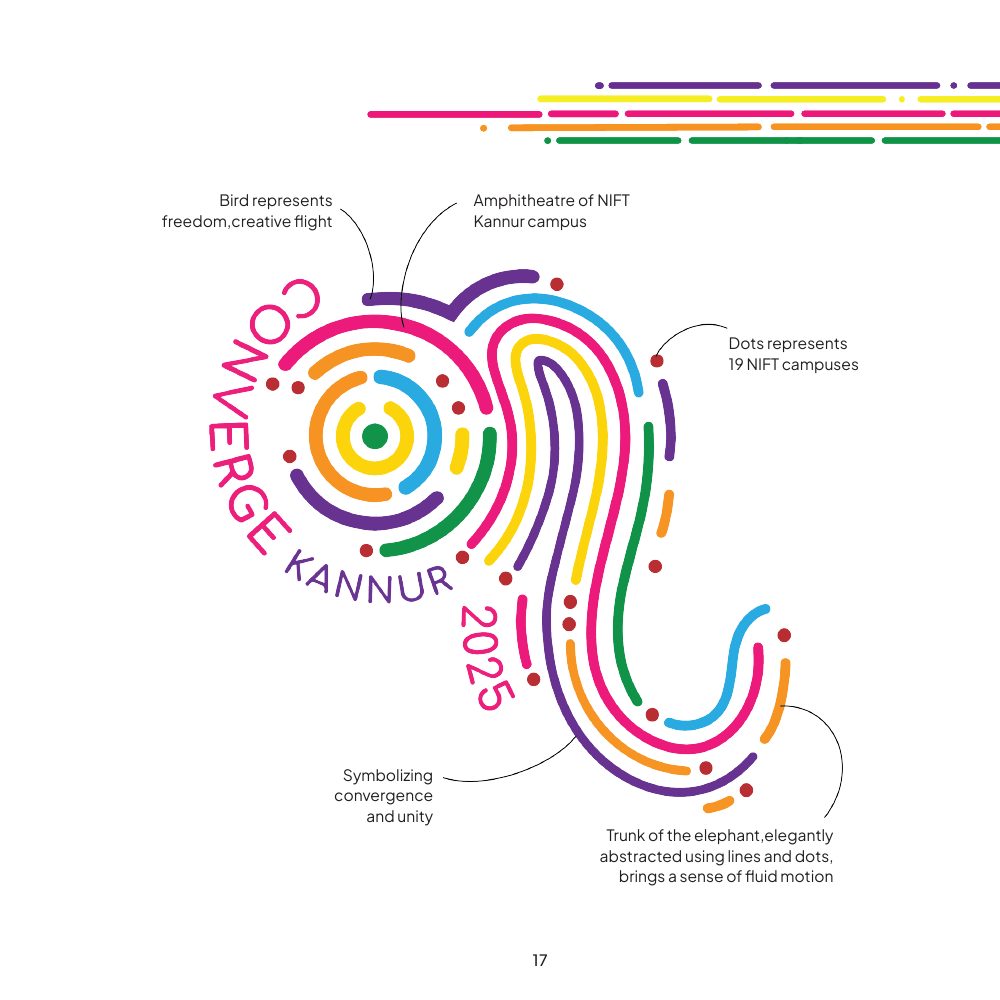 Bird represents
freedom,creative flight
Amphitheatre of NIFT
Kannur campus
CONVERGE
KANNUR
2025
Dots represents
19 NIFT campuses
Symbolizing
convergence
and unity
Trunk of the elephant,elegantly
abstracted using lines and dots,
brings a sense of fluid motion
17